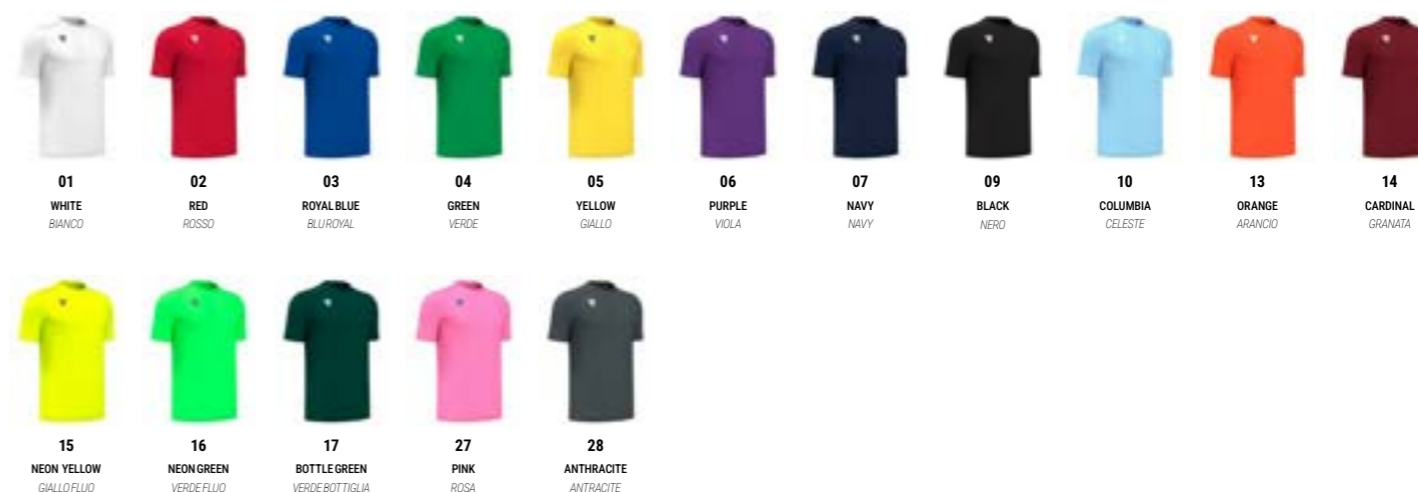 01 02 03 04 05 06 07 09 10 13 14
WHITE RED ROYAL BLUE GREEN YELLOW PURPLE NAVY BLACK COLUMBIA ORANGE CARDINAL
BIANCO ROSSO BLU ROYAL VERDE GIALLO VIOLA NAVY NERO CELESTE ARANCIO GRANATA
15 16 17 27 28
NEON YELLOW NEON GREEN BOTTLE GREEN PINK ANTHRACITE
GIALLO FLUO VERDE FLUO VERDE BOTTIGLIA ROSA ANTRACITE